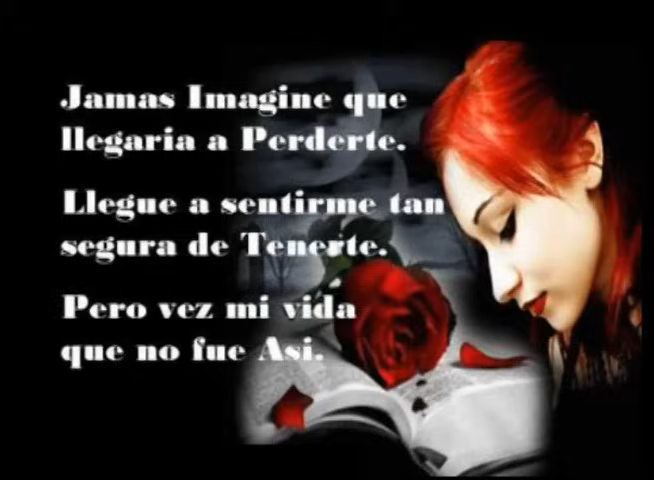 Jamas Imagine que
llegaria a Perderte.
Llegue a sentirme tan
segura de Tenerte.
Pero vez mi vida
que no fue Asi.